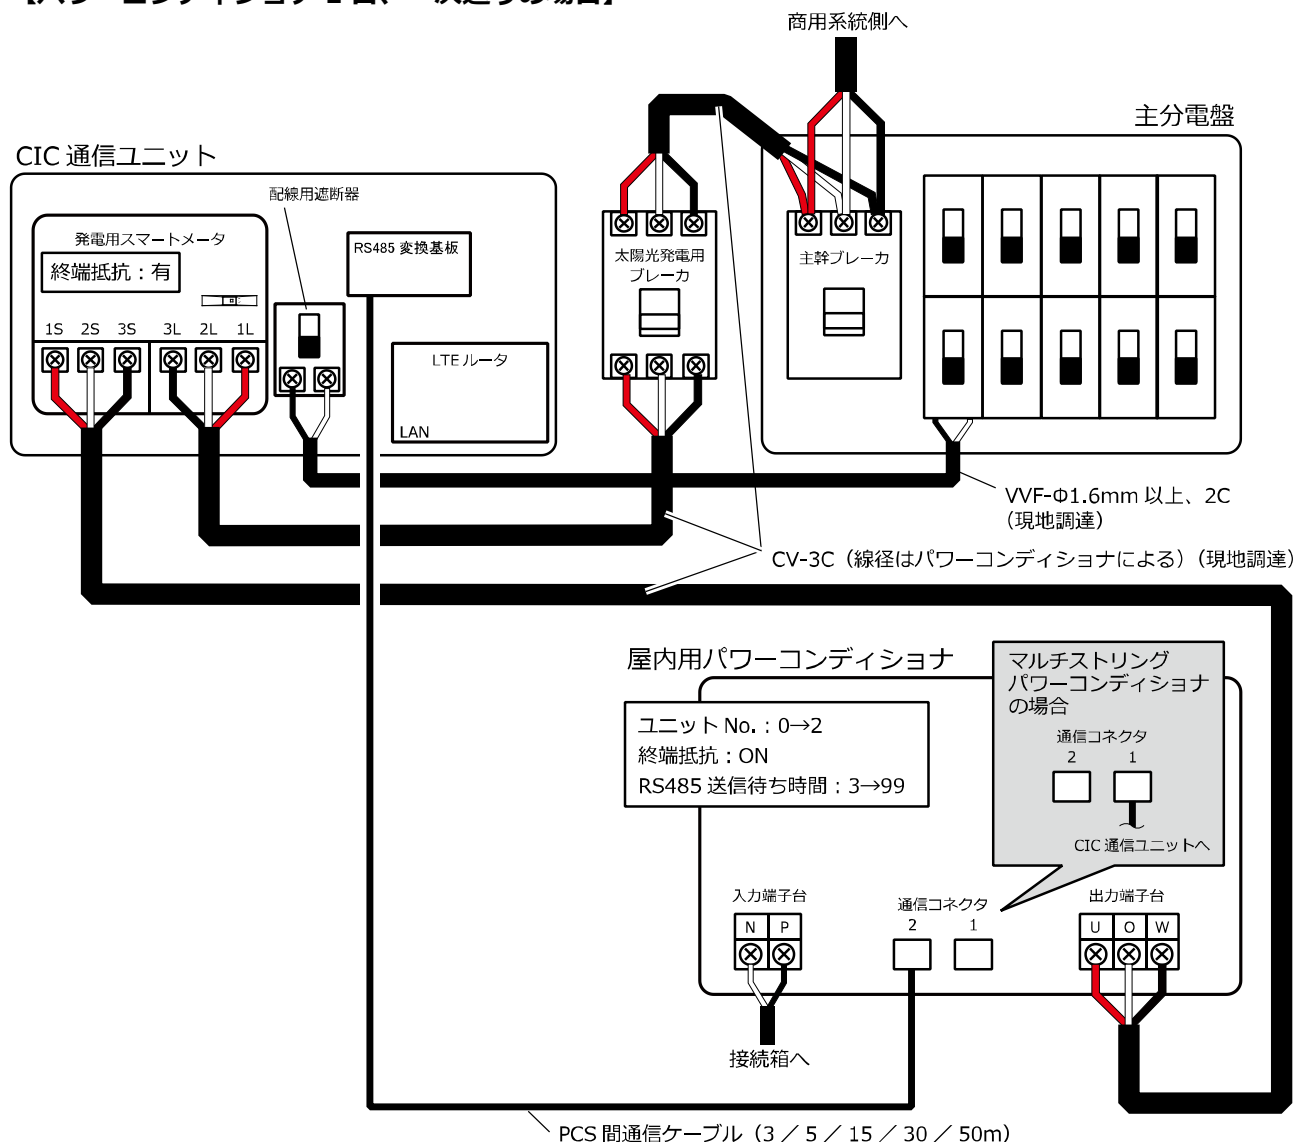 商用系統側へ
主分電盤
CIC 通信ユニット
配線用遮断器
発電用スマートメータ
終端抵抗：有
RS485 変換基板
太陽光発電用
ブレーカ
主幹ブレーカ
1S 2S 3S 3L 2L 1L
LTE ルータ
LAN
VVF-Φ1.6mm 以上、2C
（現地調達）
CV-3C（線径はパワーコンディショナによる）（現地調達）
屋内用パワーコンディショナ
マルチストリング
パワーコンディショナ
の場合
通信コネクタ
2 1
CIC 通信ユニットへ
ユニット No.：0→2
終端抵抗：ON
RS485 送信待ち時間：3→99
入力端子台
N P
通信コネクタ
2 1
出力端子台
U O W
接続箱へ
PCS 間通信ケーブル（3 ／ 5 ／ 15 ／ 30 ／ 50m）